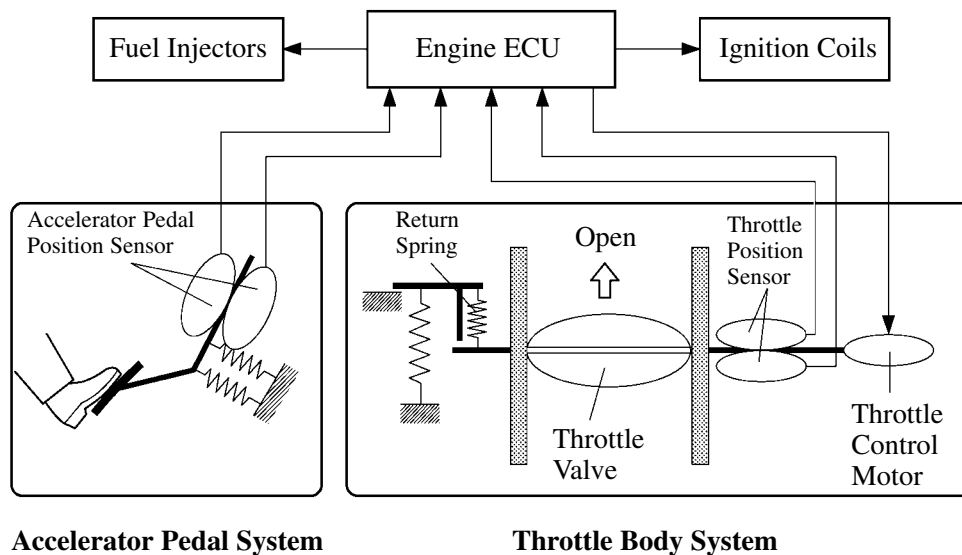 Fuel Injectors
Engine ECU
Ignition Coils
Accelerator Pedal
Position Sensor
Return
Spring
Open
Throttle
Position
Sensor
Throttle
Valve
Throttle
Control
Motor
Accelerator Pedal System
Throttle Body System